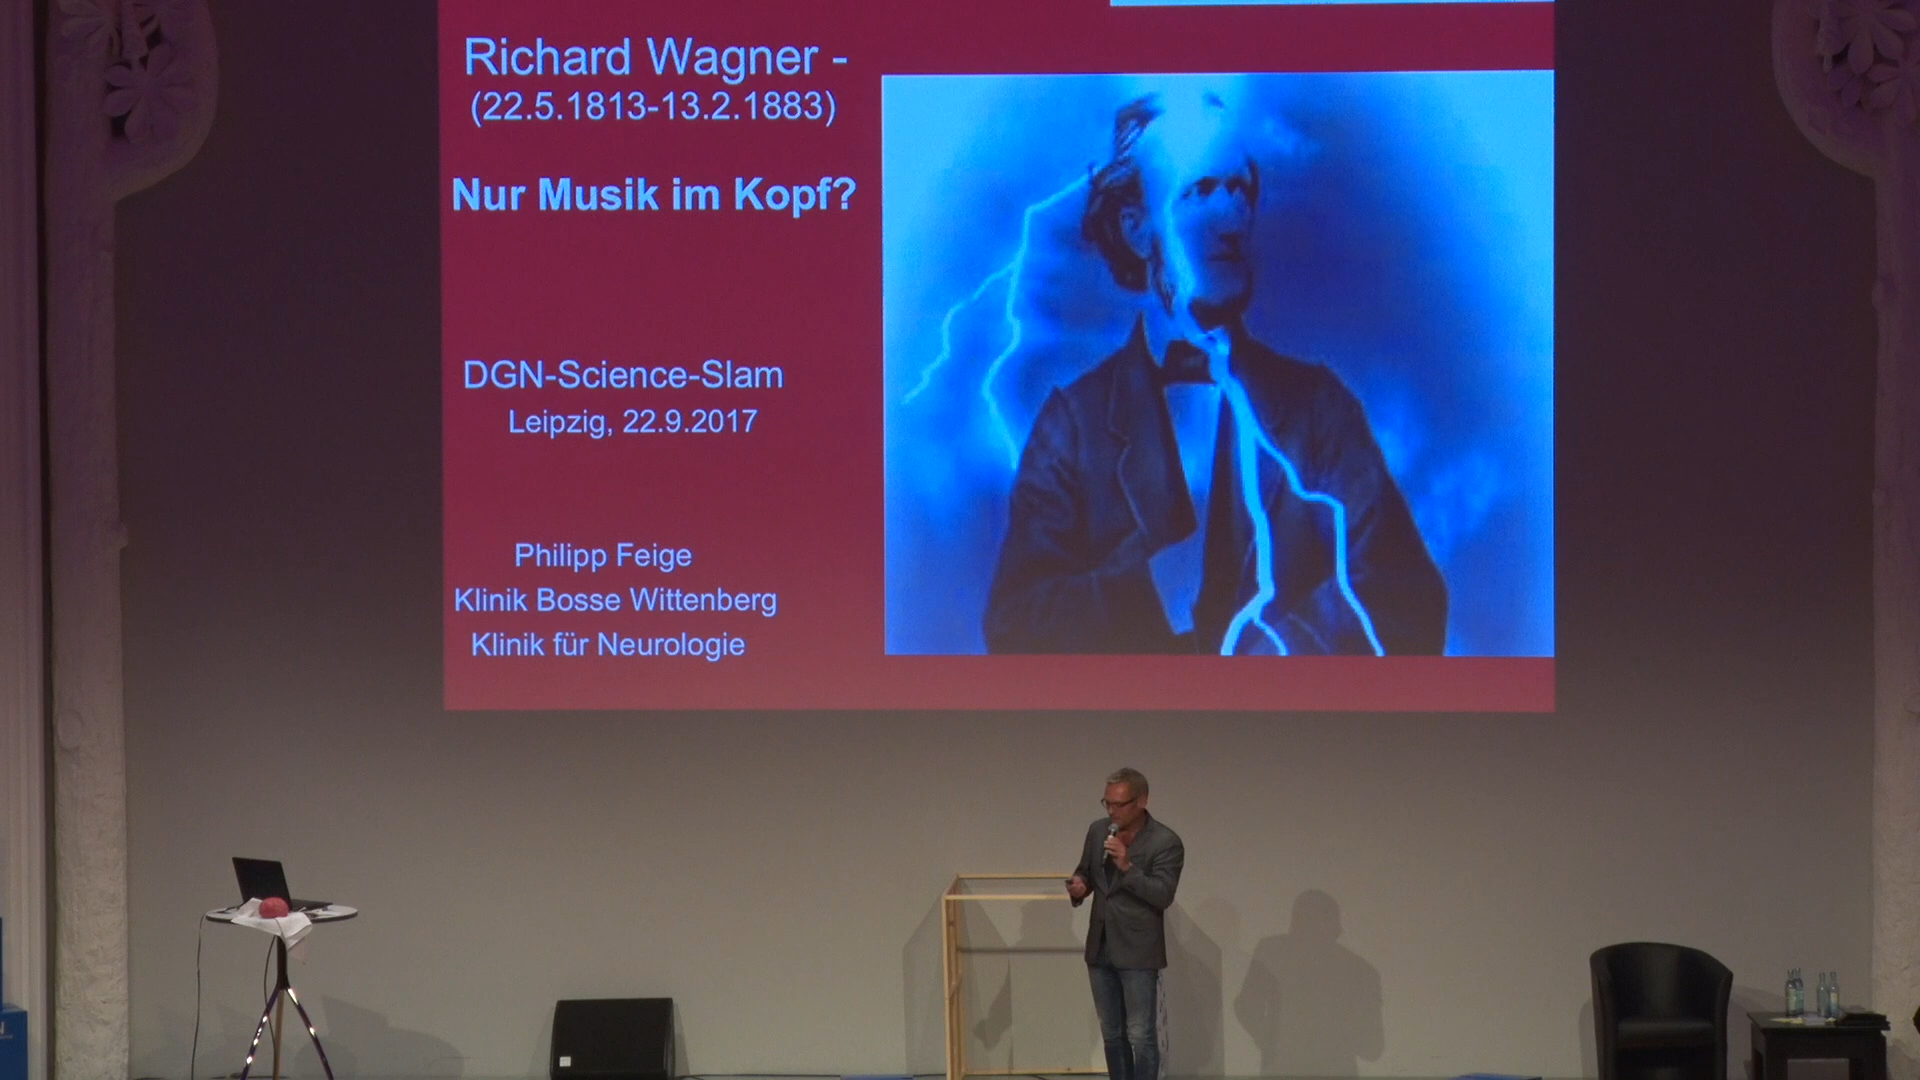 Richard Wagner -
(22.5.1813-13.2.1883)
Nur Musik im Kopf?
DGN-Science-Slam
Leipzig, 22.9.2017
Philipp Feige
Klinik Bosse Wittenberg
Klinik für Neurologie